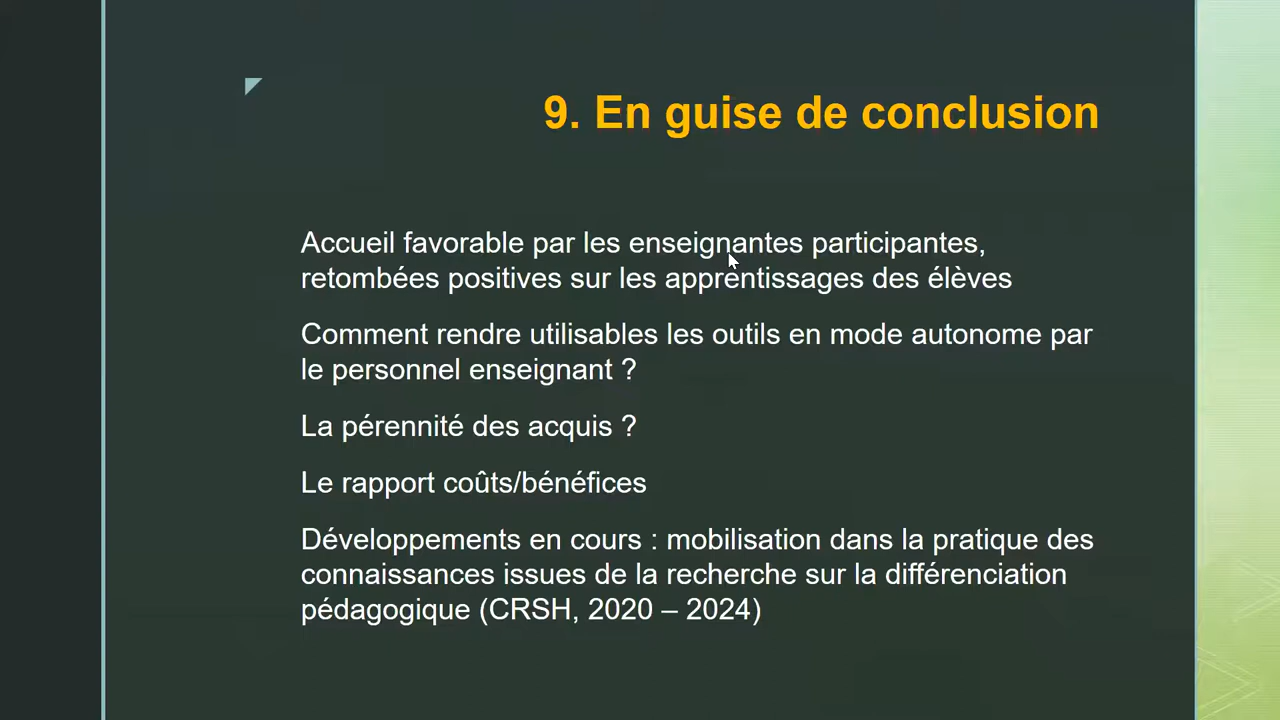 9. En guise de conclusion
Accueil favorable par les enseignantes participantes,
retombées positives sur les apprentissages des élèves
Comment rendre utilisables les outils en mode autonome par
le personnel enseignant ?
La pérennité des acquis ?
Le rapport coûts/bénéfices
Développements en cours : mobilisation dans la pratique des
connaissances issues de la recherche sur la différenciation
pédagogique (CRSH, 2020 – 2024)